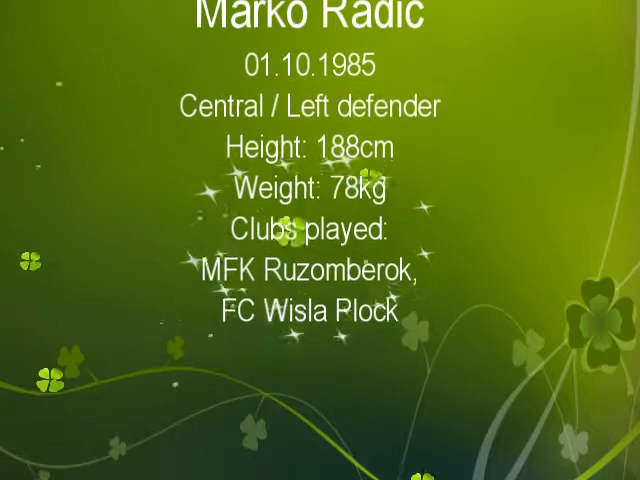 Marko Radic
01.10.1985
Central / Left defender
Height: 188cm
Weight: 78kg
Clubs played:
MFK Ruzomberok,
FC Wisla Plock